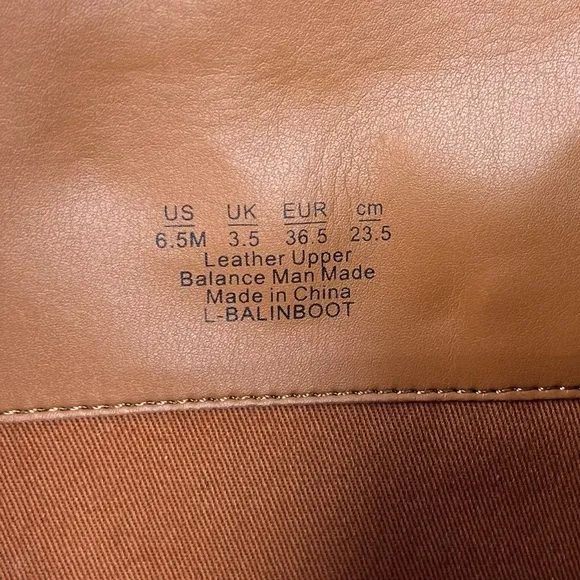 US UK EUR cm
6.5M 3.5 36.5 23.5
Leather Upper
Balance Man Made
Made in China
L-BALINBOOT